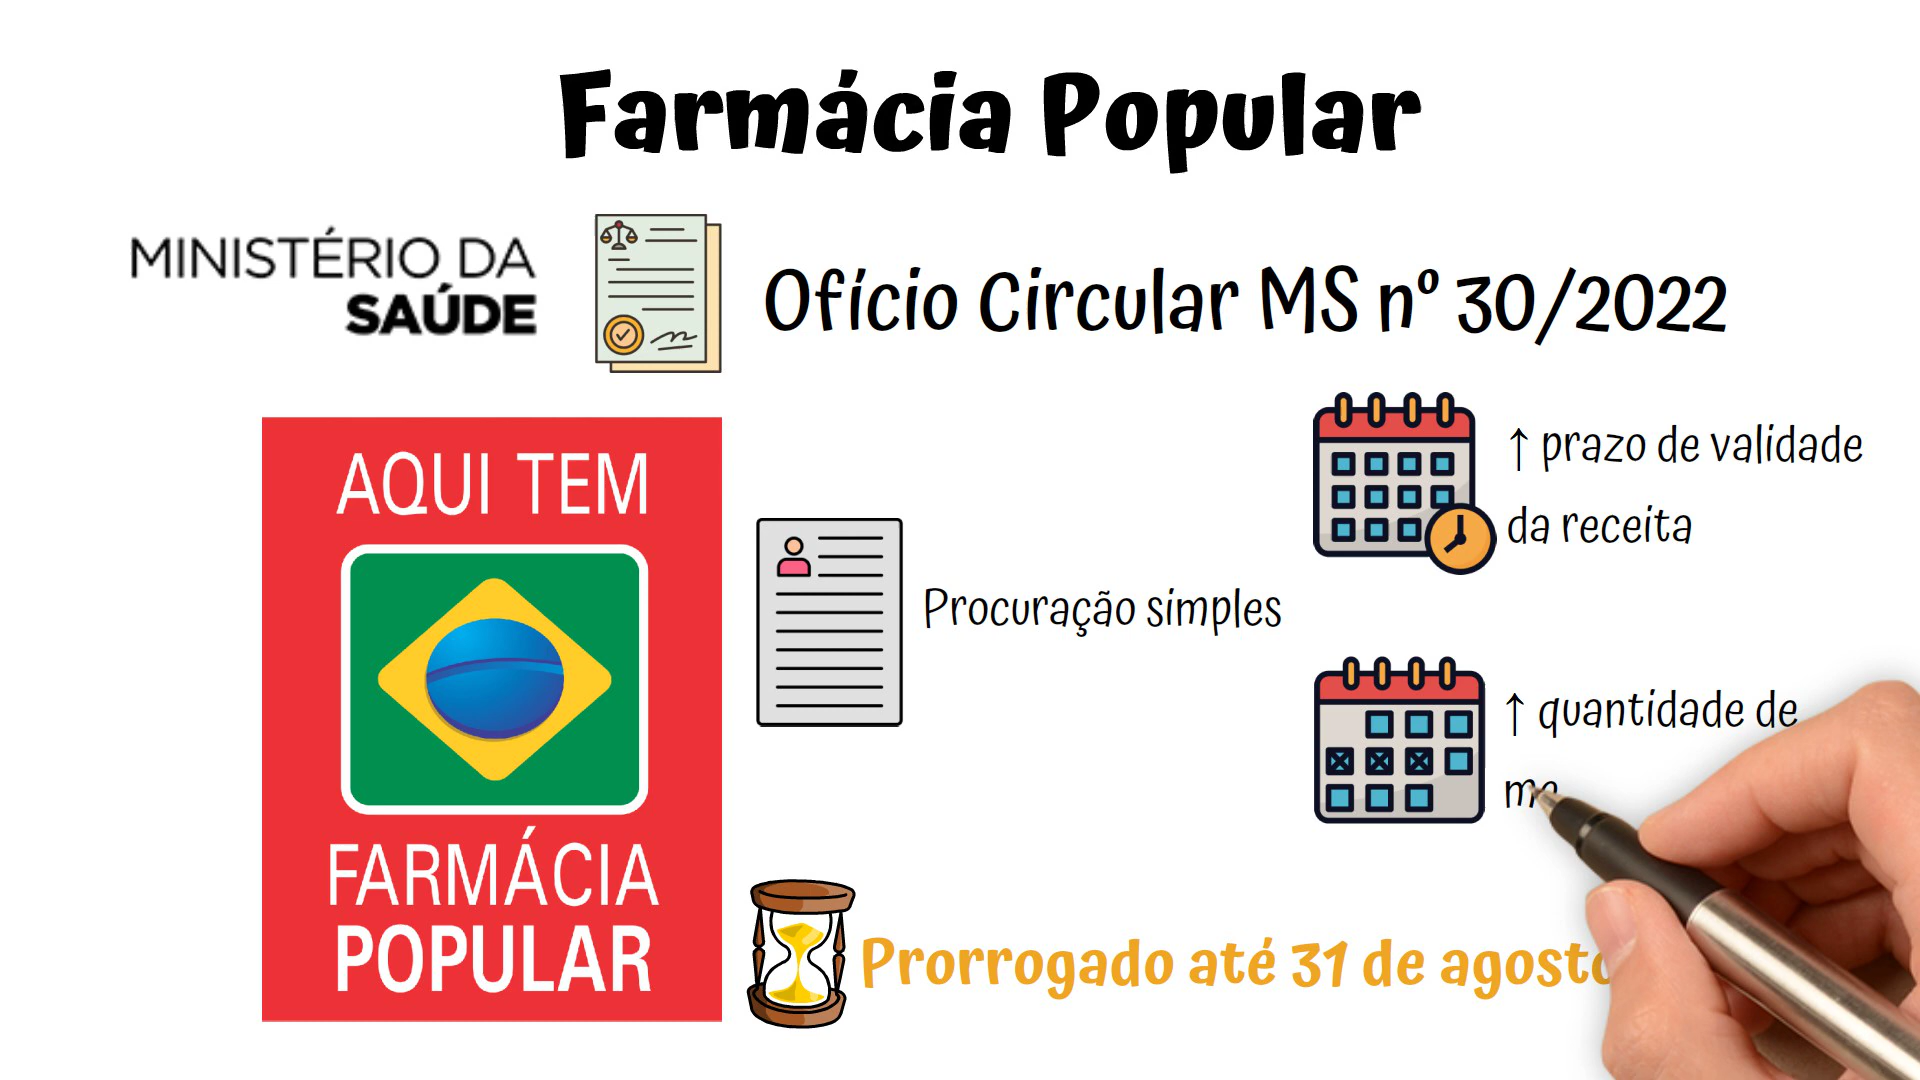 Farmácia Popular
MINISTÉRIO DA
SAÚDE
Ofício Circular MS nº 30/2022
AQUI TEM
FARMÁCIA
POPULAR
Procuração simples
↑ prazo de validade
da receita
↑ quantidade de
Prorrogado até 31 de agosto